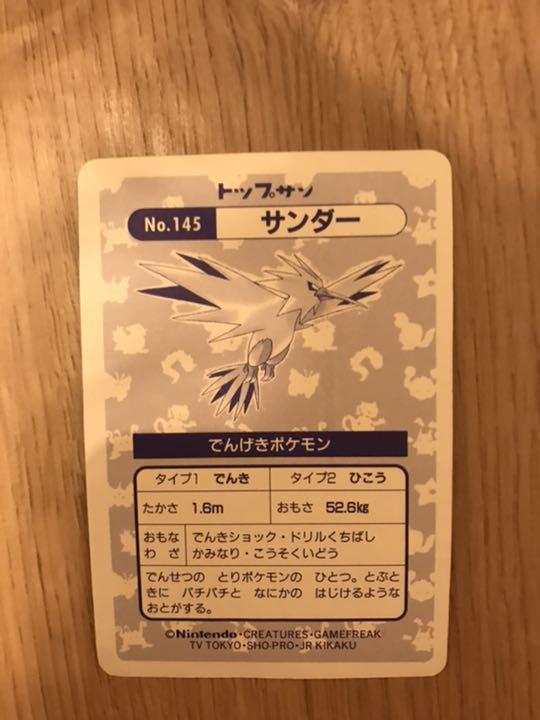 トップサン
No.145 サンダー
でんげきポケモン
タイプ1 でんき タイプ2 ひこう
たかさ 1.6m おもさ 52.6kg
おもな でんきショック・ドリルくちばし
わ ざ かみなり・こうそくいどう
でんせつの とりポケモンの ひとつ。とぶと
きに バチバチと なにかの はじけるような
おとがする。
©Nintendo・CREATURES・GAMEFREAK
TV TOKYO・SHO-PRO・JR KIKAKU